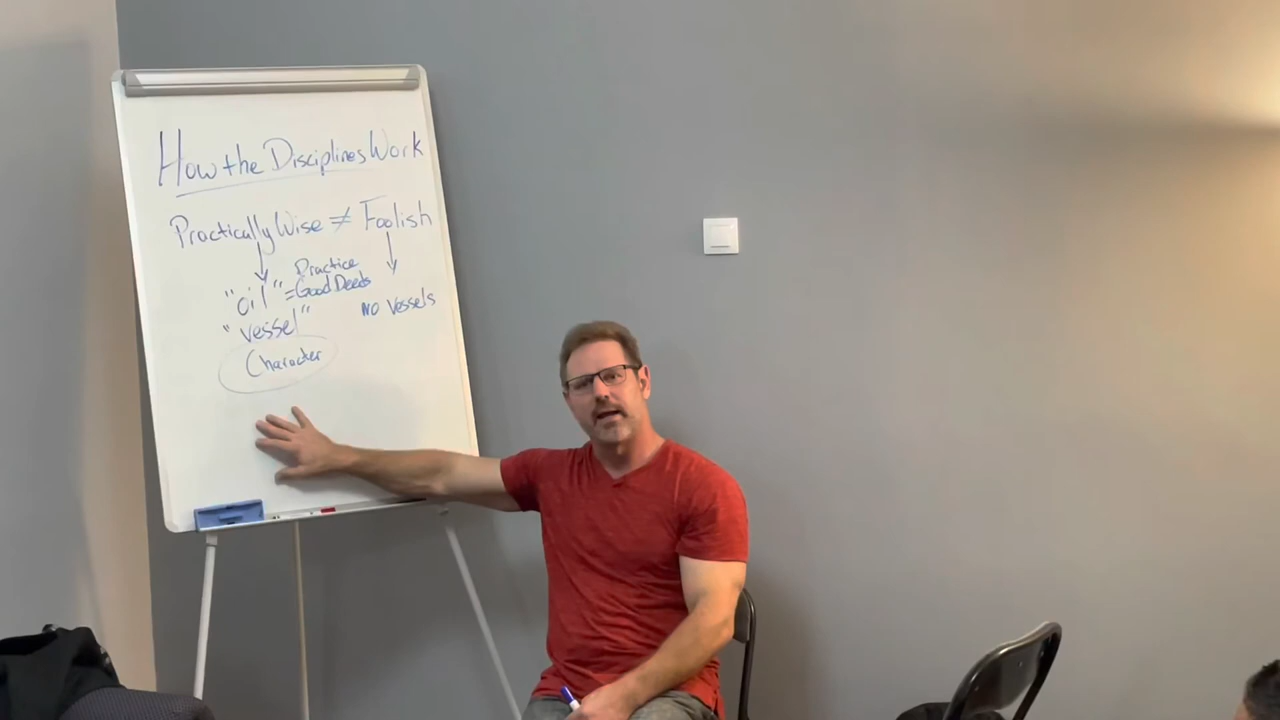 How the Disciplines Work
Practically Wise ≠ Foolish
"oil" = Practice Good Deeds
"vessel"
NO Vessels
Character